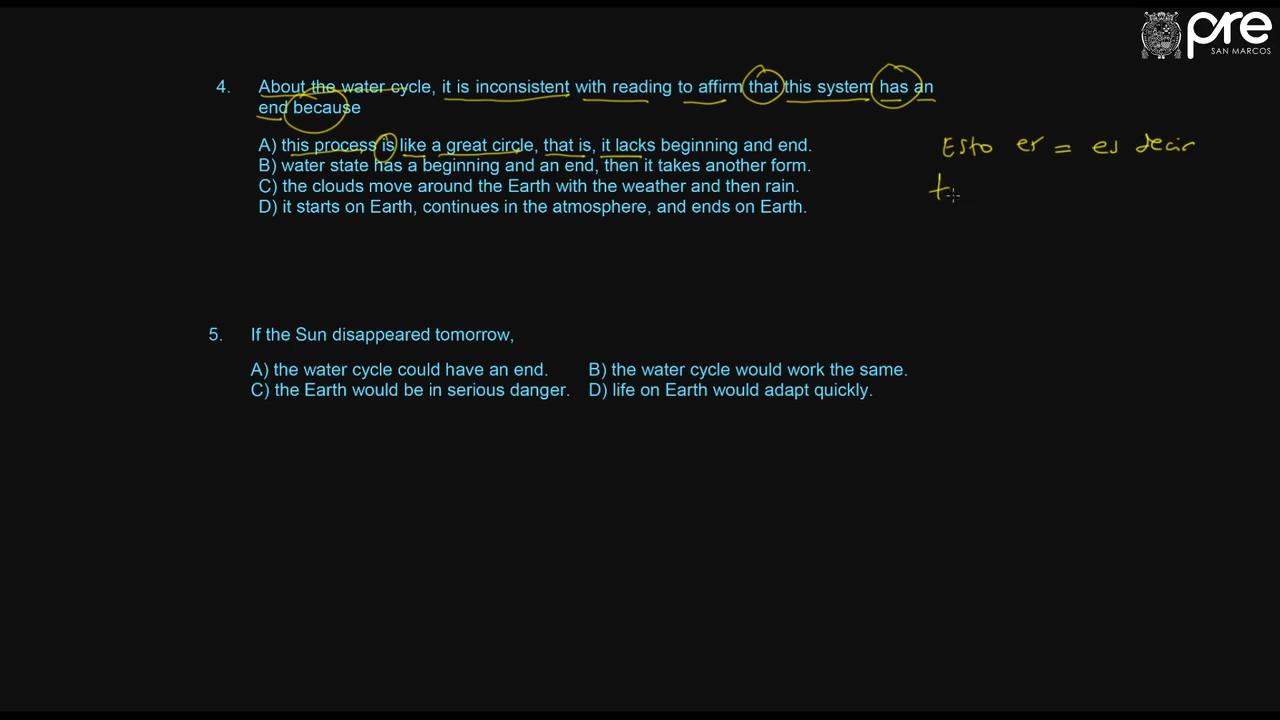 pre
SAN MARCOS
4. About the water cycle, it is inconsistent with reading to affirm that this system has an
end because
A) this process is like a great circle, that is, it lacks beginning and end.
B) water state has a beginning and an end, then it takes another form.
C) the clouds move around the Earth with the weather and then rain.
D) it starts on Earth, continues in the atmosphere, and ends on Earth.
Esto es = es decir
t
5. If the Sun disappeared tomorrow,
A) the water cycle could have an end. B) the water cycle would work the same.
C) the Earth would be in serious danger. D) life on Earth would adapt quickly.